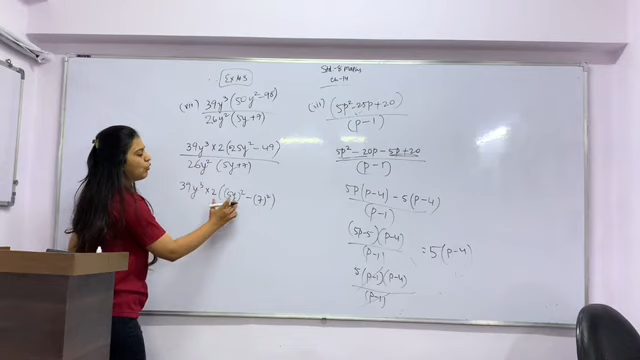 Std.-8 maths
Ch-14
Ex 14.3
(vii) 39y³(50y²-98)
26y²(5y+7)
39y³×2(25y²-49)
26y²(5y+7)
39y³×2((5y)²-(7)²)
(iii) (5p²-25p+20)
(p-1)
5p²-20p-5p+20
(p-1)
5p(p-4)-5(p-4)
(p-1)
(5p-5)(p-4)
(p-1)
=5(p-4)
5(p-1)(p-4)
(p-1)